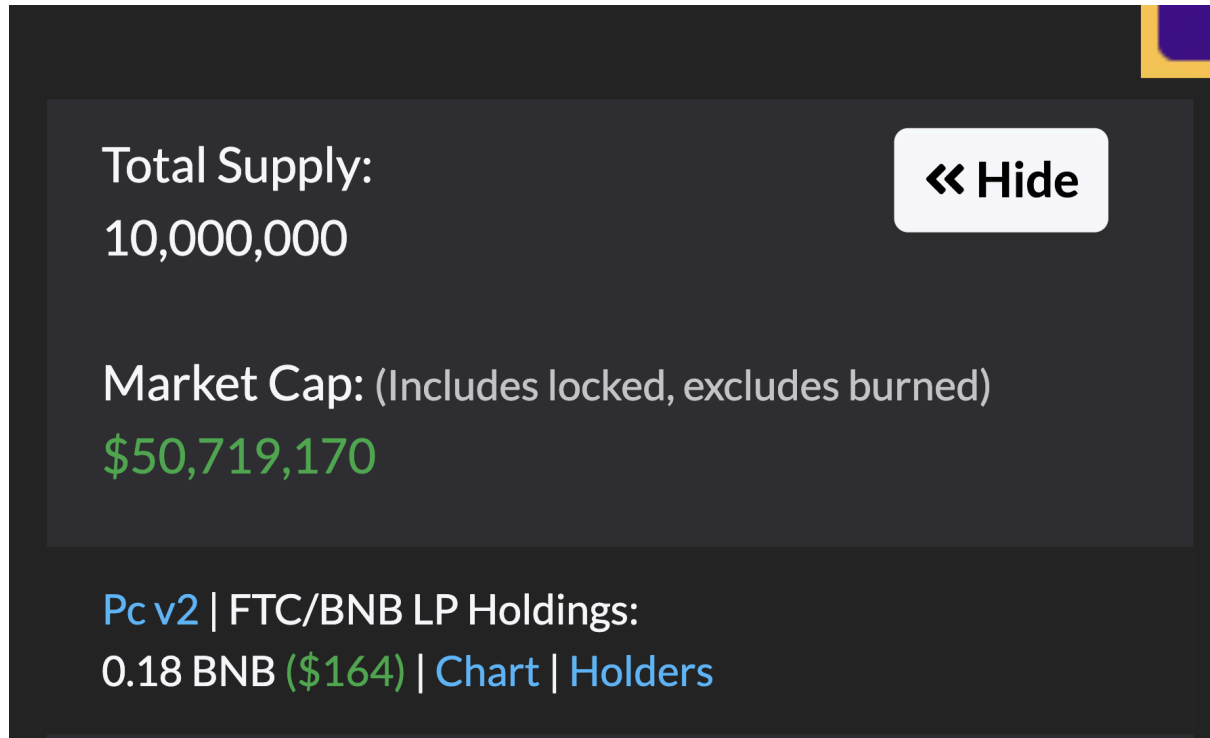 Total Supply:
« Hide
10,000,000
Market Cap: (Includes locked, excludes burned)
$50,719,170
Pc v2 | FTC/BNB LP Holdings:
0.18 BNB ($164) | Chart | Holders